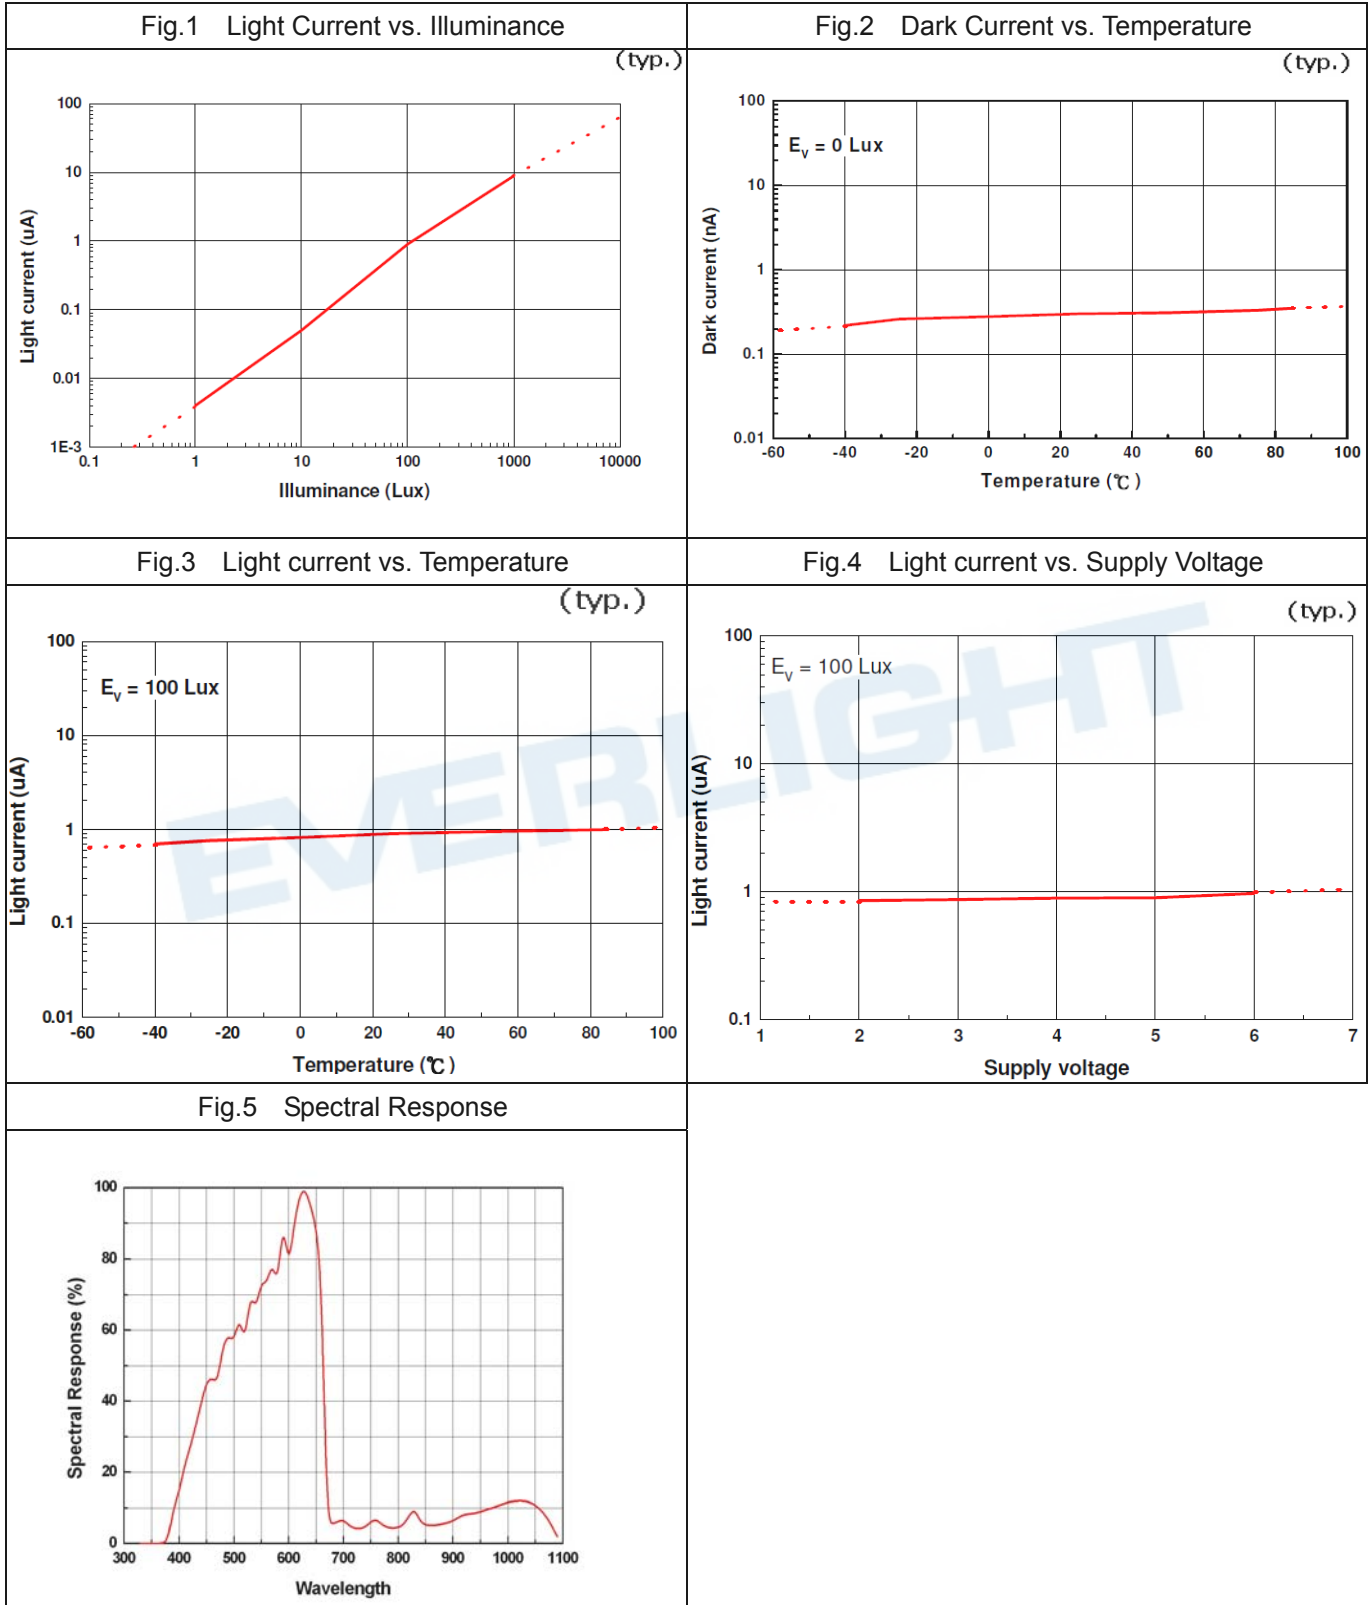 Fig.1 Light Current vs. Illuminance
(typ.)
100
10
1
0.1
0.01
1E-3
0.1 1 10 100 1000 10000
Light current (uA)
Illuminance (Lux)
Fig.2 Dark Current vs. Temperature
(typ.)
Ev = 0 Lux
100
10
1
0.1
0.01
-60 -40 -20 0 20 40 60 80 100
Dark current (nA)
Temperature (℃)
Fig.3 Light current vs. Temperature
(typ.)
Ev = 100 Lux
100
10
1
0.1
0.01
-60 -40 -20 0 20 40 60 80 100
Light current (uA)
Temperature (℃)
Fig.4 Light current vs. Supply Voltage
(typ.)
Ev = 100 Lux
100
10
1
0.1
1 2 3 4 5 6 7
Light current (uA)
Supply voltage
EVERLIGHT
Fig.5 Spectral Response
100
80
60
40
20
0
300 400 500 600 700 800 900 1000 1100
Spectral Response (%)
Wavelength